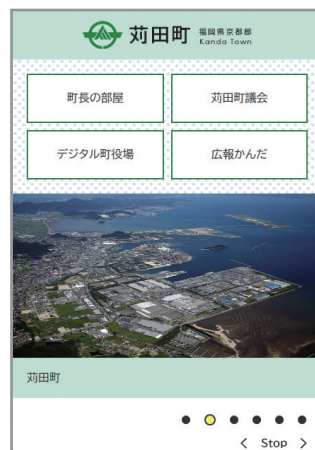 苅田町 福岡県京都郡
Kanda Town
町長の部屋 苅田町議会
デジタル町役場 広報かんだ
苅田町
< Stop >